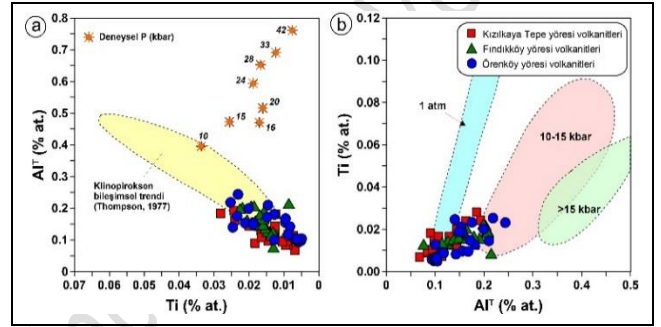 a
Deneysel P (kbar)
42
33
28
24
20
15
16
10
Klinopiroksen
bileşimsel trendi
(Thompson, 1977)
0.8
0.7
0.6
0.5
0.4
0.3
0.2
0.1
0
Alᵀ (% at.)
0.07 0.06 0.05 0.04 0.03 0.02 0.01 0
Ti (% at.)
b
Kızılkaya Tepe yöresi volkanitleri
Fındıkköy yöresi volkanitleri
Örenköy yöresi volkanitleri
1 atm
10-15 kbar
>15 kbar
0.12
0.10
0.08
0.06
0.04
0.02
0.00
Ti (% at.)
0.0 0.1 0.2 0.3 0.4 0.5
Alᵀ (% at.)